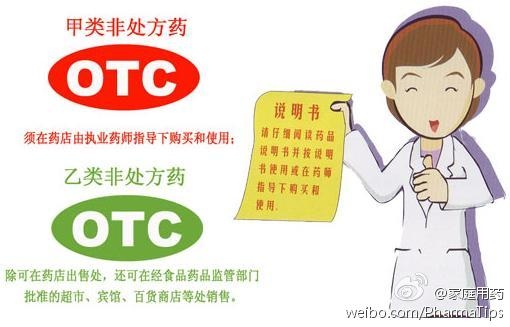 甲类非处方药
OTC
须在药店由执业药师指导下购买和使用；
乙类非处方药
OTC
除可在药店出售处，还可在经食品药品监管部门
批准的超市、宾馆、百货商店等处销售。
说明书
请仔细阅读药品
说明书并按说明
书使用或在药师
指导下购买和
使用.
@家庭用药
weibo.com/PharmaTips